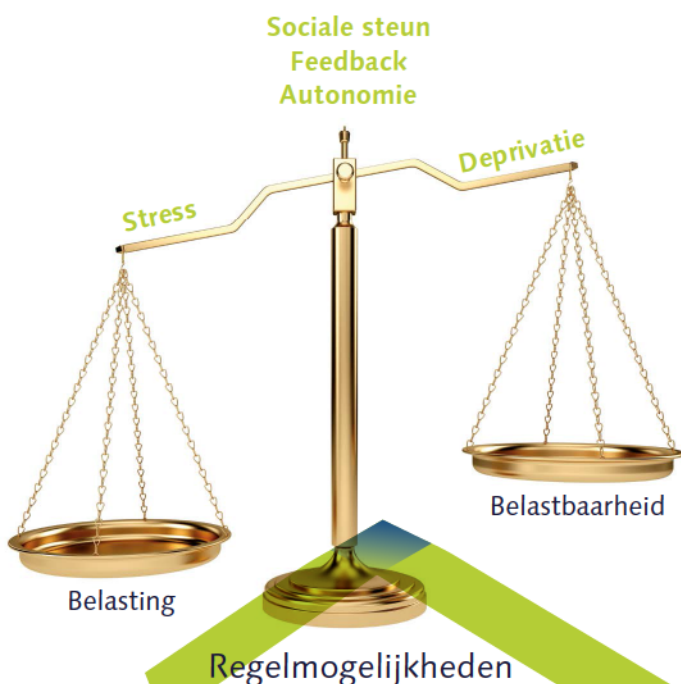 Sociale steun
Feedback
Autonomie
Deprivatie
Stress
Belastbaarheid
Belasting
Regelmogelijkheden